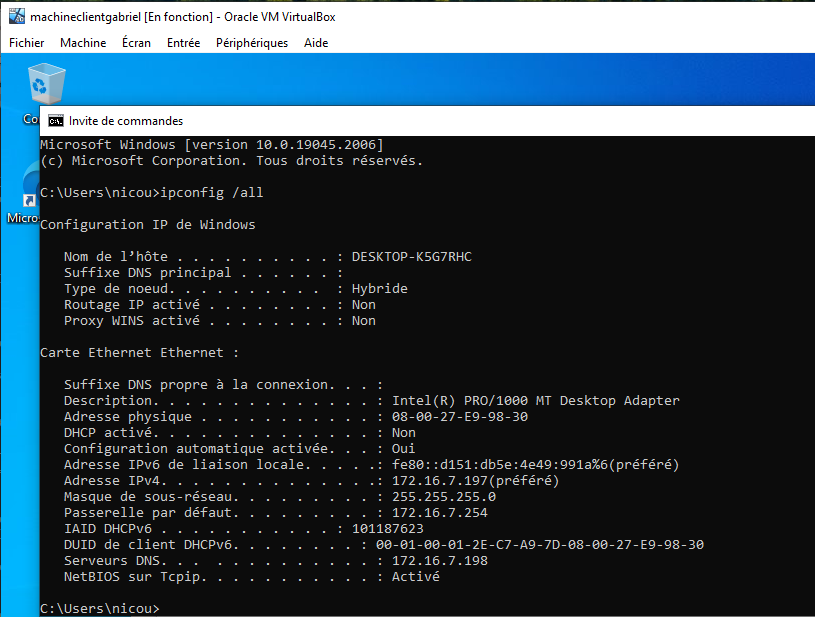 machineclientgabriel [En fonction] - Oracle VM VirtualBox
Fichier Machine Écran Entrée Périphériques Aide
Co
Invite de commandes
Microsoft Windows [version 10.0.19045.2006]
(c) Microsoft Corporation. Tous droits réservés.
C:\Users\nicou>ipconfig /all
Micro
Configuration IP de Windows
Nom de l’hôte . . . . . . . . . . : DESKTOP-K5G7RHC
Suffixe DNS principal . . . . . . :
Type de noeud. . . . . . . . . .  : Hybride
Routage IP activé . . . . . . . . : Non
Proxy WINS activé . . . . . . . . : Non
Carte Ethernet Ethernet :
Suffixe DNS propre à la connexion. . . :
Description. . . . . . . . . . . . . . : Intel(R) PRO/1000 MT Desktop Adapter
Adresse physique . . . . . . . . . . . : 08-00-27-E9-98-30
DHCP activé. . . . . . . . . . . . . . : Non
Configuration automatique activée. . . : Oui
Adresse IPv6 de liaison locale. . . . .: fe80::d151:db5e:4e49:991a%6(préféré)
Adresse IPv4. . . . . . . . . . . . . .: 172.16.7.197(préféré)
Masque de sous-réseau. . . . . . . . . : 255.255.255.0
Passerelle par défaut. . . . . . . . . : 172.16.7.254
IAID DHCPv6 . . . . . . . . . . . : 101187623
DUID de client DHCPv6. . . . . . . . : 00-01-00-01-2E-C7-A9-7D-08-00-27-E9-98-30
Serveurs DNS. . .  . . . . . . . . . . : 172.16.7.198
NetBIOS sur Tcpip. . . . . . . . . . . : Activé
C:\Users\nicou>